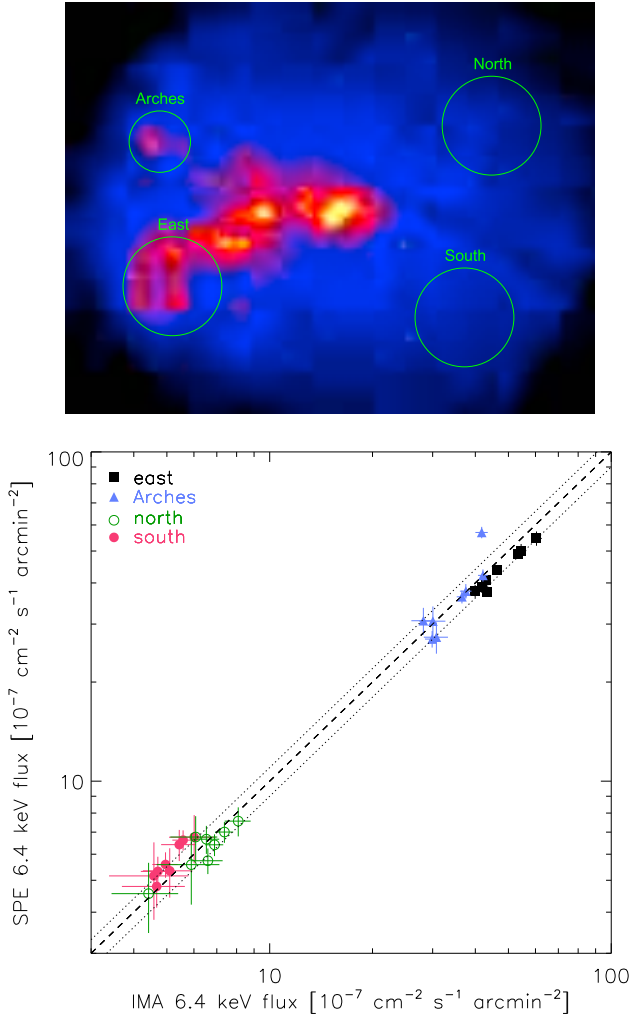 North
Arches
East
South
100
east
Arches
north
south
10
SPE 6.4 keV flux [10⁻⁷ cm⁻² s⁻¹ arcmin⁻²]
10
100
IMA 6.4 keV flux [10⁻⁷ cm⁻² s⁻¹ arcmin⁻²]